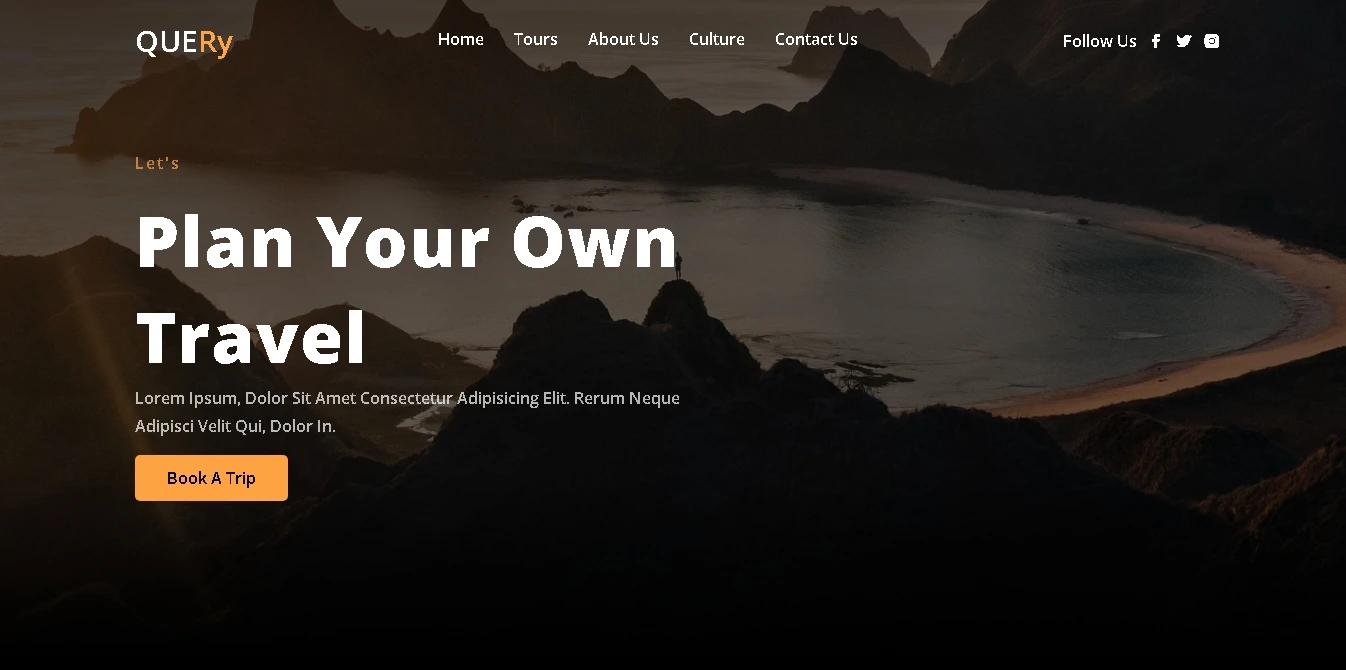 QUERy
Home Tours About Us Culture Contact Us
Follow Us
Let's
Plan Your Own
Travel
Lorem Ipsum, Dolor Sit Amet Consectetur Adipisicing Elit. Rerum Neque
Adipisci Velit Qui, Dolor In.
Book A Trip